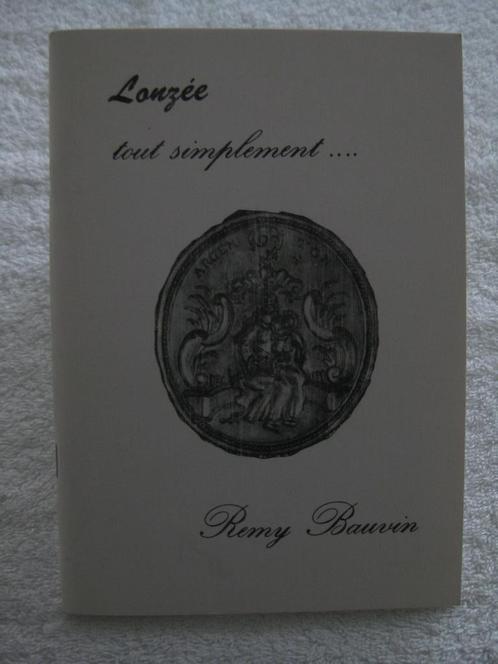 Lonzée
tout simplement ....
Remy Bauvin